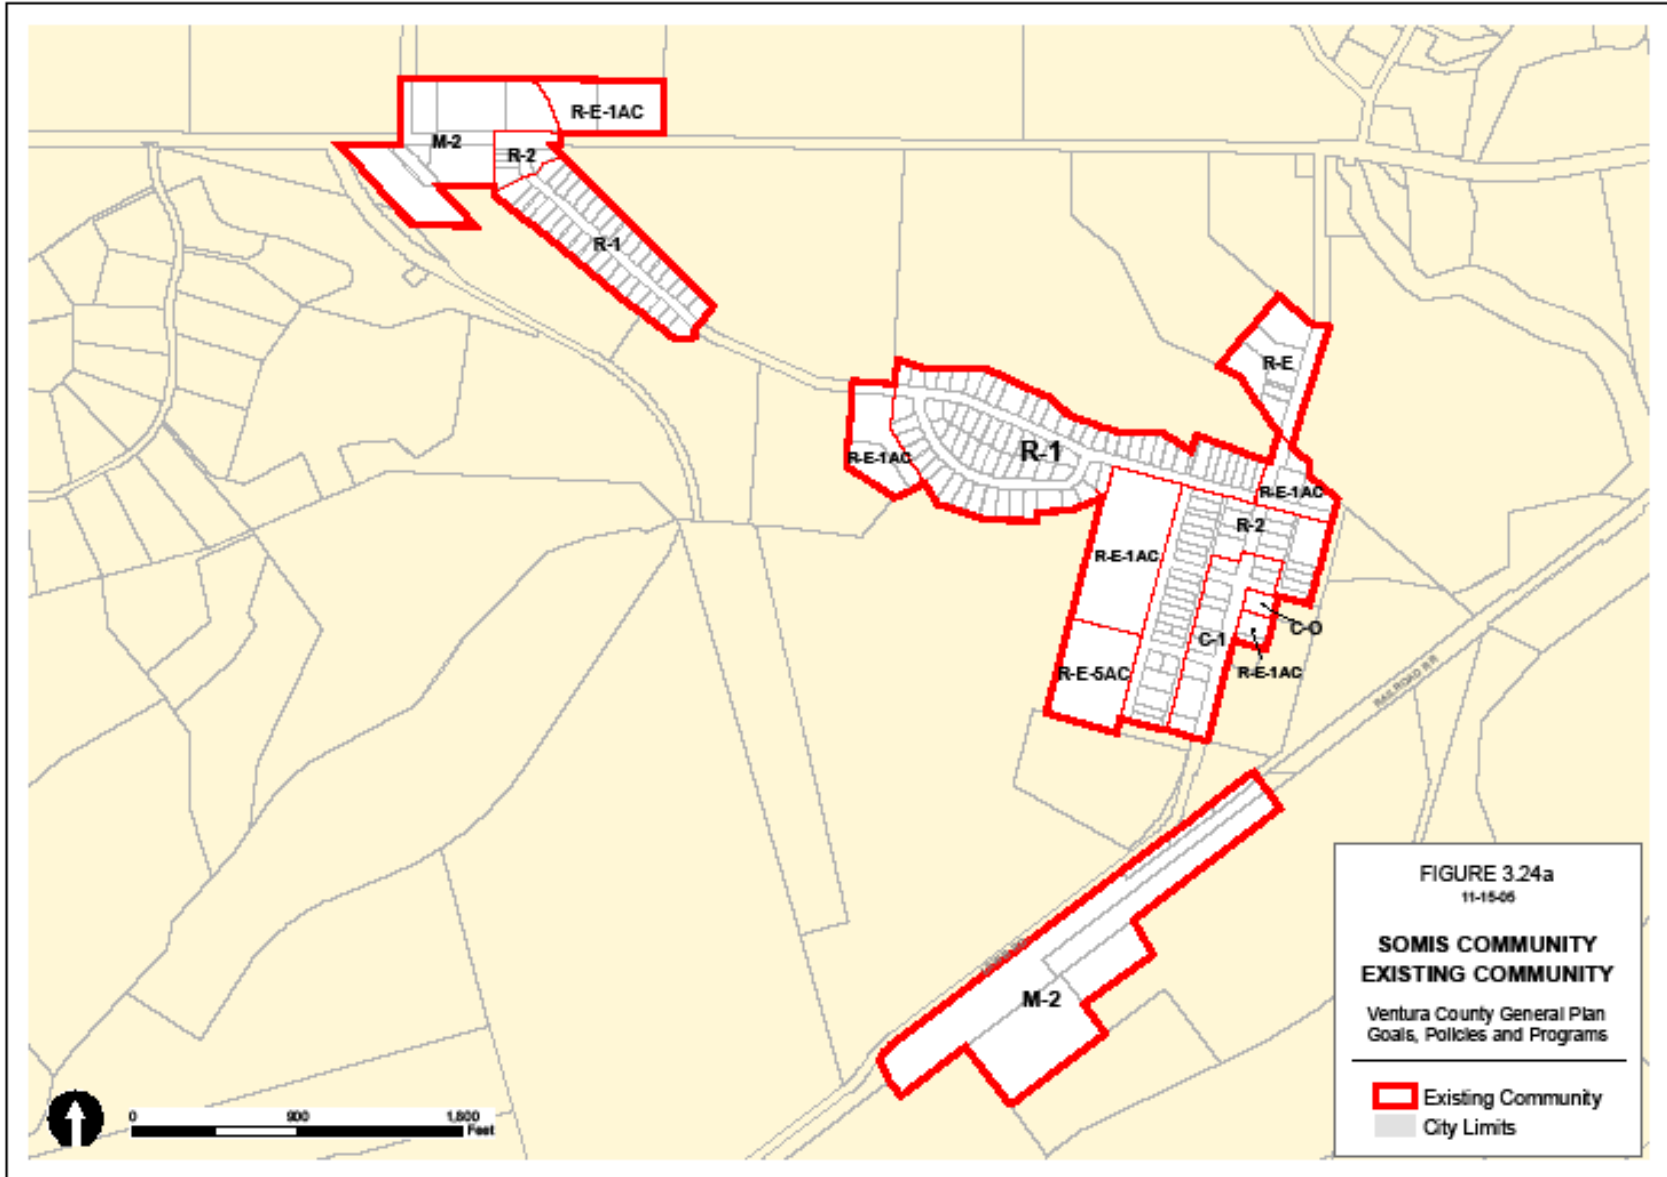 R-E-1AC
M-2
R-2
R-1
R-E
R-1
R-E-1AC
R-E-1AC
R-2
R-E-1AC
C-O
C-1
R-E-1AC
R-E-5AC
RAILROAD RR
M-2
FIGURE 3.24a
11-15-05
SOMIS COMMUNITY
EXISTING COMMUNITY
Ventura County General Plan
Goals, Policies and Programs
Existing Community
City Limits
0 900 1,800
Feet